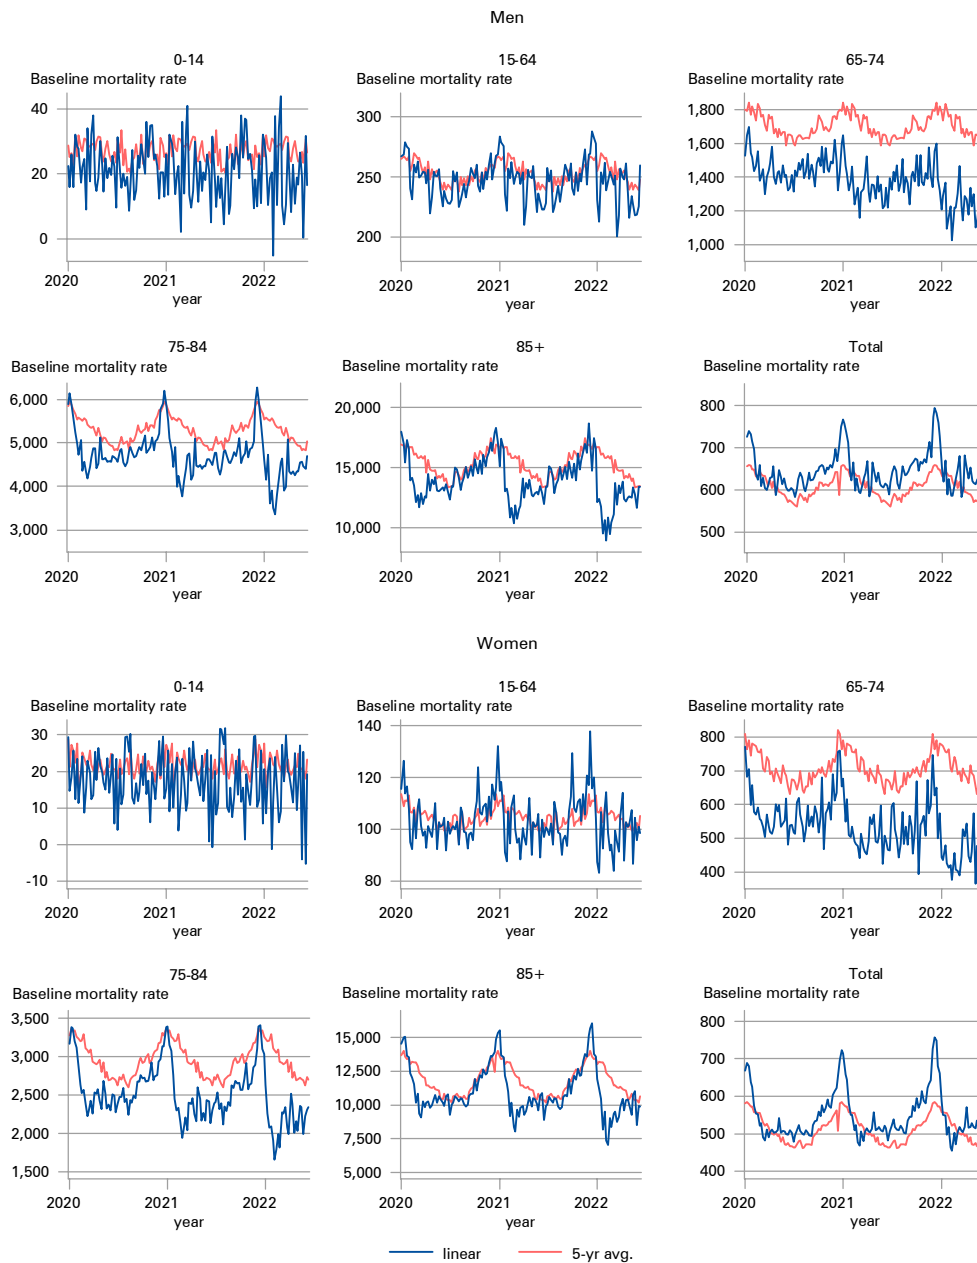 Men
0-14 15-64 65-74
Baseline mortality rate Baseline mortality rate Baseline mortality rate
40 300 1,800
1,600
20 250 1,400
1,200
0 200 1,000
2020 2021 2022 2020 2021 2022 2020 2021 2022
year year year
75-84 85+ Total
Baseline mortality rate Baseline mortality rate Baseline mortality rate
6,000 20,000 800
5,000 15,000 700
4,000 600
3,000 10,000 500
2020 2021 2022 2020 2021 2022 2020 2021 2022
year year year
Women
0-14 15-64 65-74
Baseline mortality rate Baseline mortality rate Baseline mortality rate
30 140 800
20 120 700
10 600
0 100 500
-10 80 400
2020 2021 2022 2020 2021 2022 2020 2021 2022
year year year
75-84 85+ Total
Baseline mortality rate Baseline mortality rate Baseline mortality rate
3,500 15,000 800
3,000 12,500 700
2,500 10,000 600
2,000 7,500 500
1,500 5,000 400
2020 2021 2022 2020 2021 2022 2020 2021 2022
year year year
linear 5-yr avg.